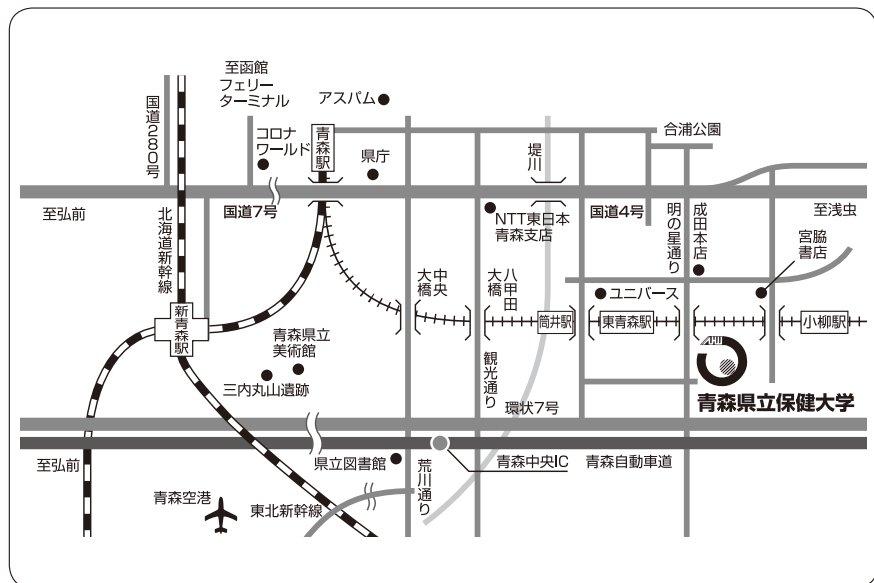 至函館
フェリー
ターミナル
アスパム
国道280号
コロナ
ワールド
青森駅
県庁
堤川
合浦公園
至弘前
国道7号
北海道新幹線
NTT東日本
青森支店
国道4号
明の星通り
成田本店
至浅虫
宮脇
書店
中央
大橋
八甲田
大橋
ユニバース
新青森駅
筒井駅
東青森駅
小柳駅
青森県立
美術館
三内丸山遺跡
観光通り
環状7号
青森県立保健大学
至弘前
県立図書館
荒川通り
青森中央IC
青森自動車道
青森空港
東北新幹線